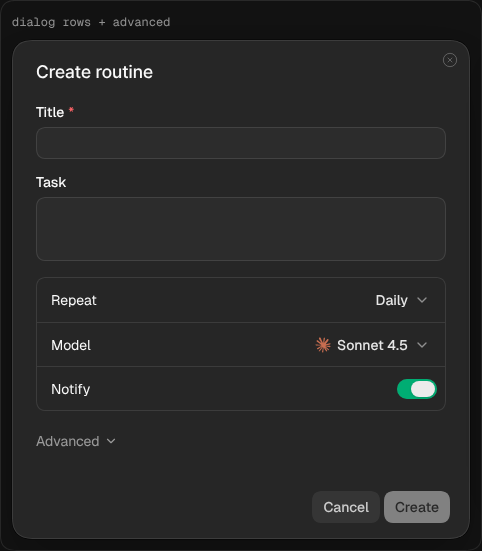 dialog rows + advanced
Create routine
Title *
Task
Repeat Daily
Model Sonnet 4.5
Notify
Advanced
Cancel Create